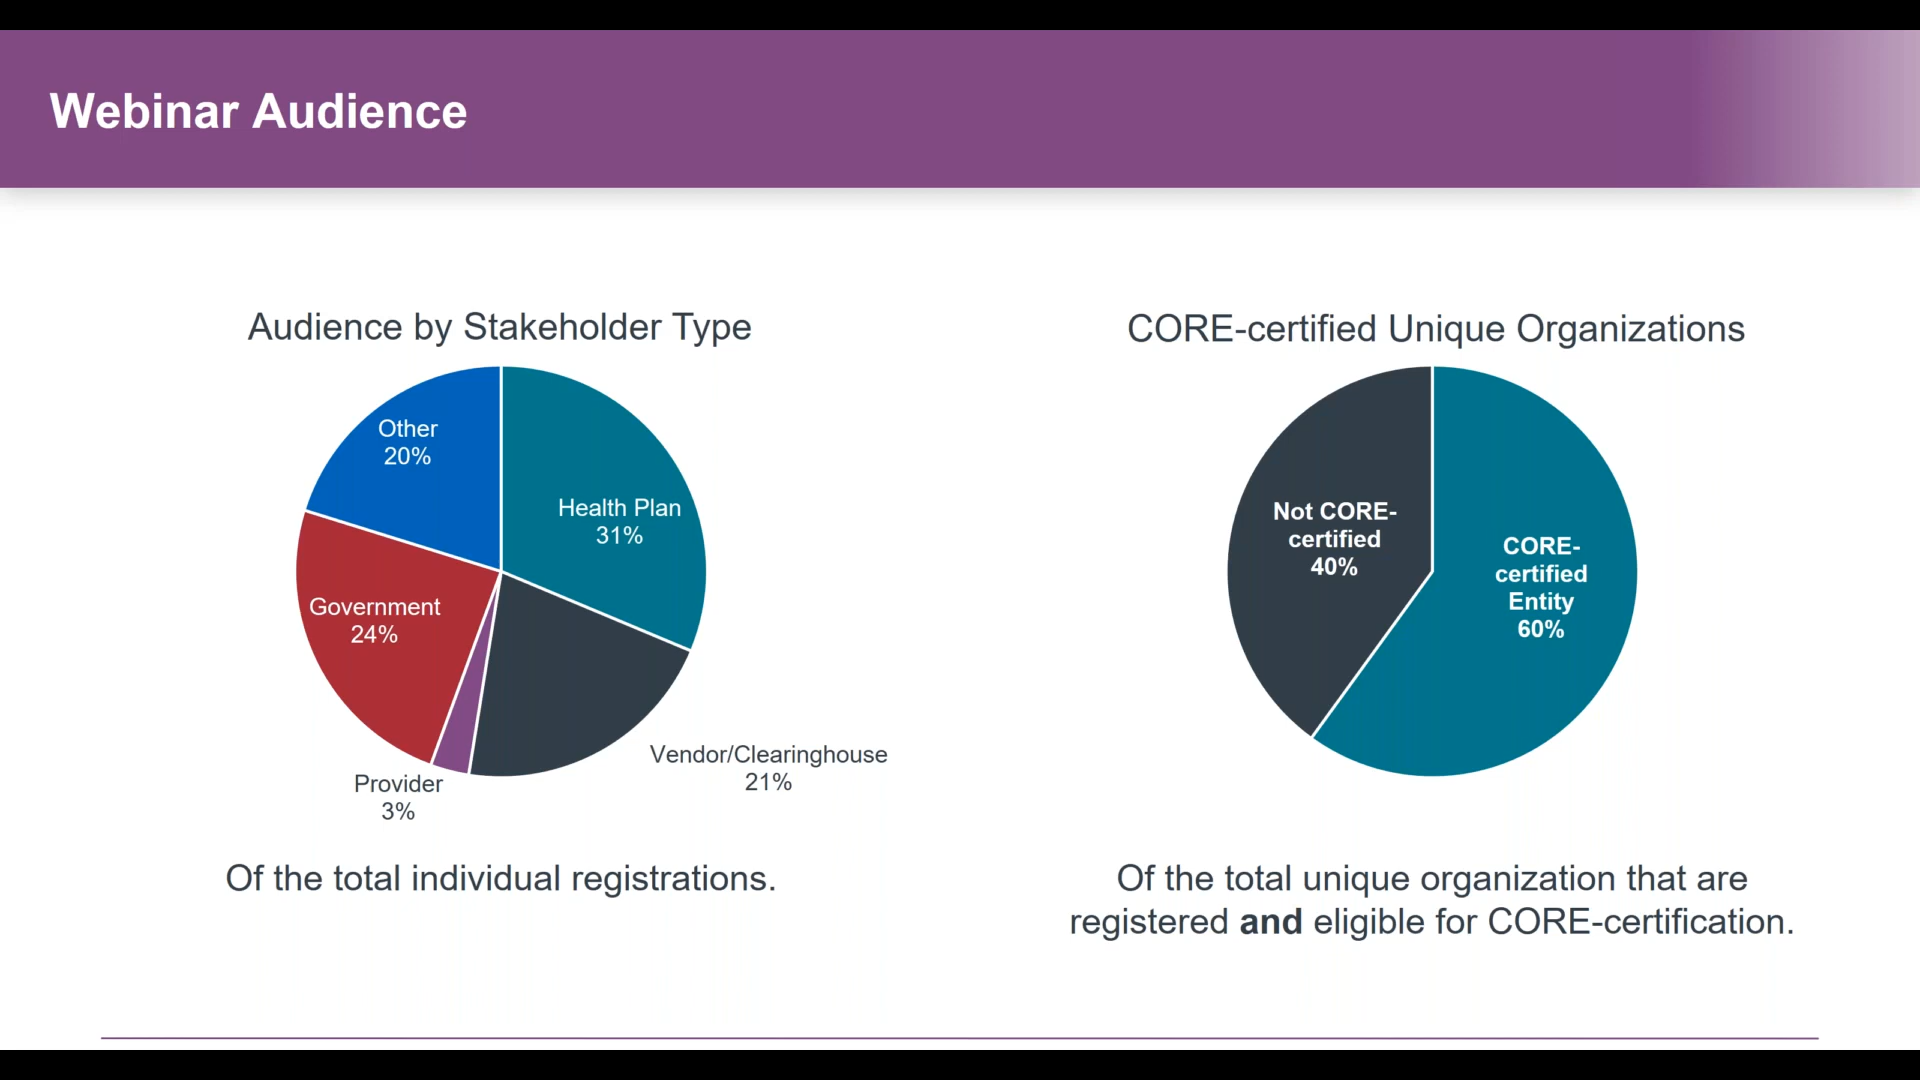 Webinar Audience
Audience by Stakeholder Type
Other
20%
Health Plan
31%
Government
24%
Vendor/Clearinghouse
21%
Provider
3%
Of the total individual registrations.
CORE-certified Unique Organizations
Not CORE-
certified
40%
CORE-
certified
Entity
60%
Of the total unique organization that are
registered and eligible for CORE-certification.